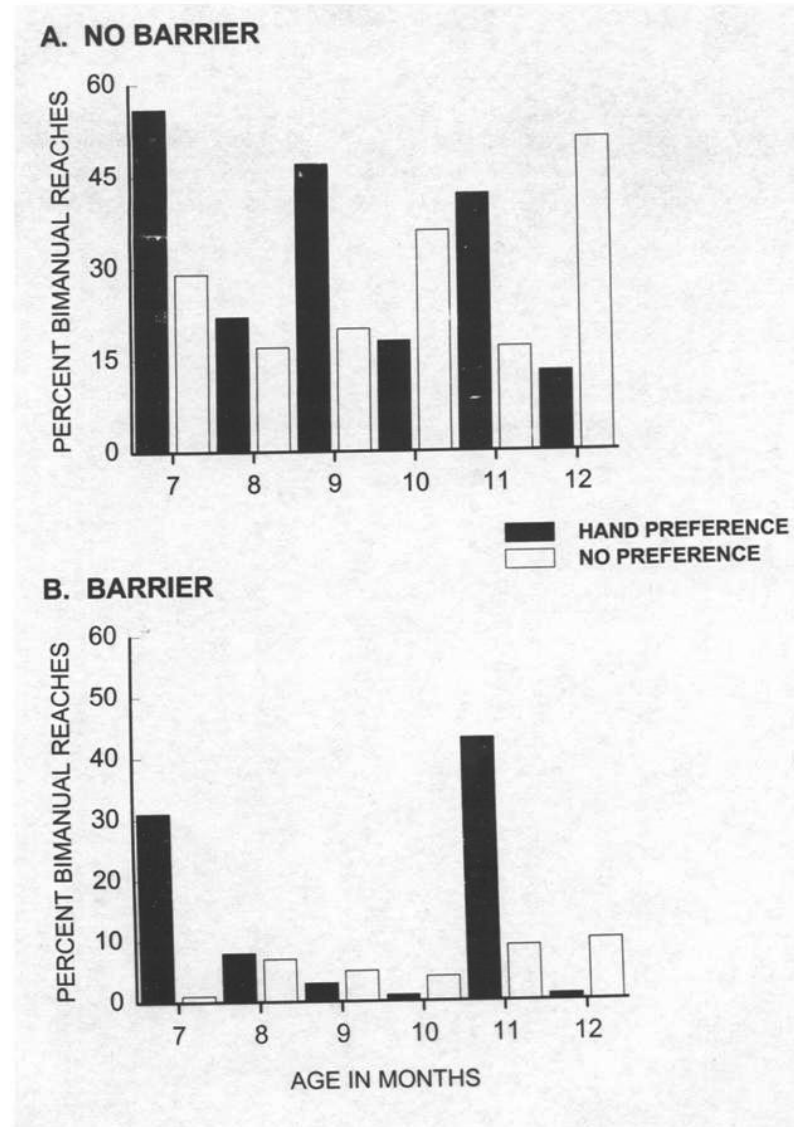 A. NO BARRIER
PERCENT BIMANUAL REACHES
60
45
30
15
0
7 8 9 10 11 12
HAND PREFERENCE
NO PREFERENCE
B. BARRIER
PERCENT BIMANUAL REACHES
60
50
40
30
20
10
0
7 8 9 10 11 12
AGE IN MONTHS